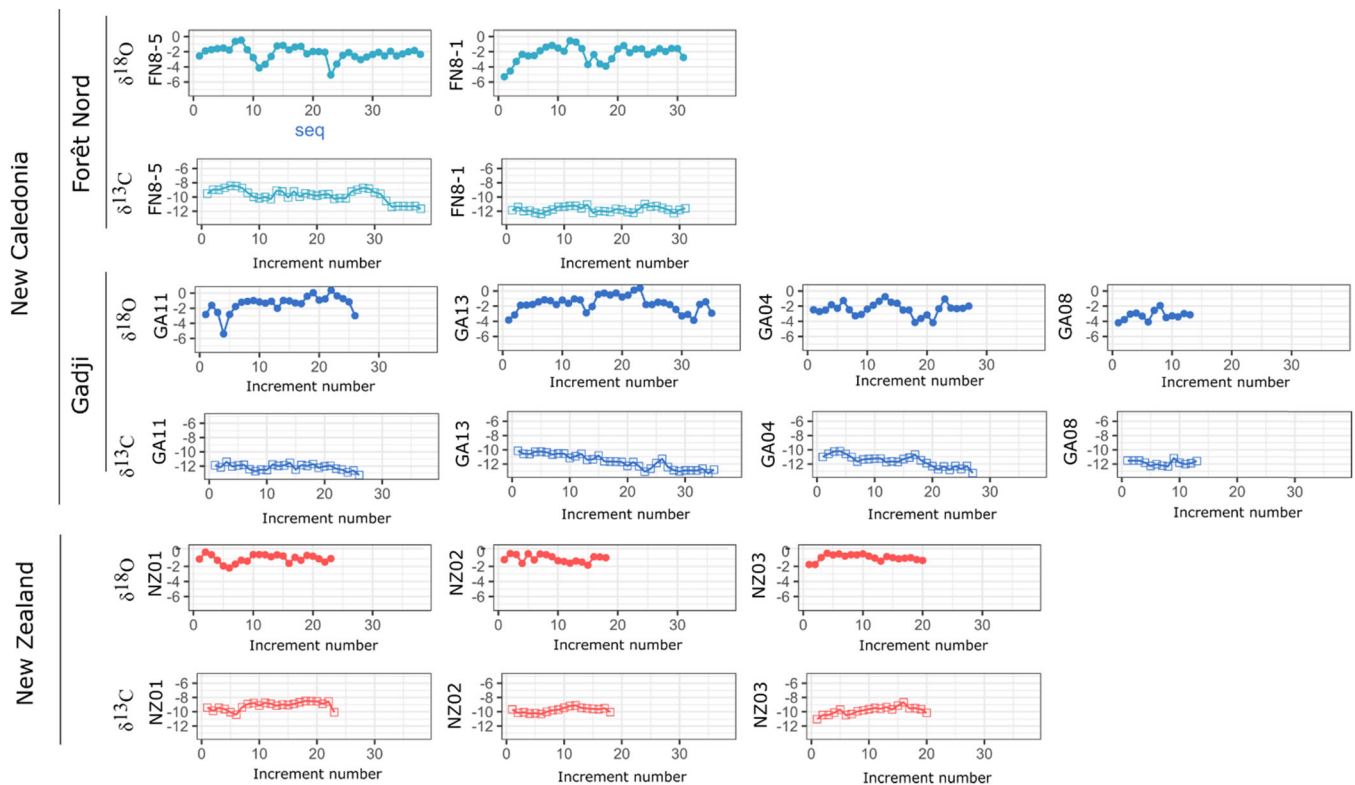 New Caledonia
Forêt Nord
δ18O
FN8-5
0
-2
-4
-6
0 10 20 30
seq
FN8-1
0
-2
-4
-6
0 10 20 30
δ13C
FN8-5
-6
-8
-10
-12
0 10 20 30
Increment number
FN8-1
-6
-8
-10
-12
0 10 20 30
Increment number
Gadji
δ18O
GA11
0
-2
-4
-6
0 10 20 30
Increment number
GA13
0
-2
-4
-6
0 10 20 30
Increment number
GA04
0
-2
-4
-6
0 10 20 30
Increment number
GA08
0
-2
-4
-6
0 10 20 30
Increment number
δ13C
GA11
-6
-8
-10
-12
0 10 20 30
Increment number
GA13
-6
-8
-10
-12
0 10 20 30
Increment number
GA04
-6
-8
-10
-12
0 10 20 30
Increment number
GA08
-6
-8
-10
-12
0 10 20 30
Increment number
New Zealand
δ18O
NZ01
0
-2
-4
-6
0 10 20 30
Increment number
NZ02
0
-2
-4
-6
0 10 20 30
Increment number
NZ03
0
-2
-4
-6
0 10 20 30
Increment number
δ13C
NZ01
-6
-8
-10
-12
0 10 20 30
Increment number
NZ02
-6
-8
-10
-12
0 10 20 30
Increment number
NZ03
-6
-8
-10
-12
0 10 20 30
Increment number